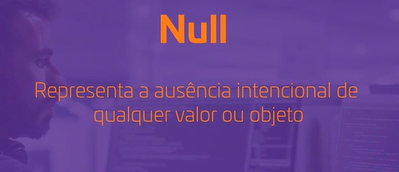 Null
Representa a ausência intencional de
qualquer valor ou objeto